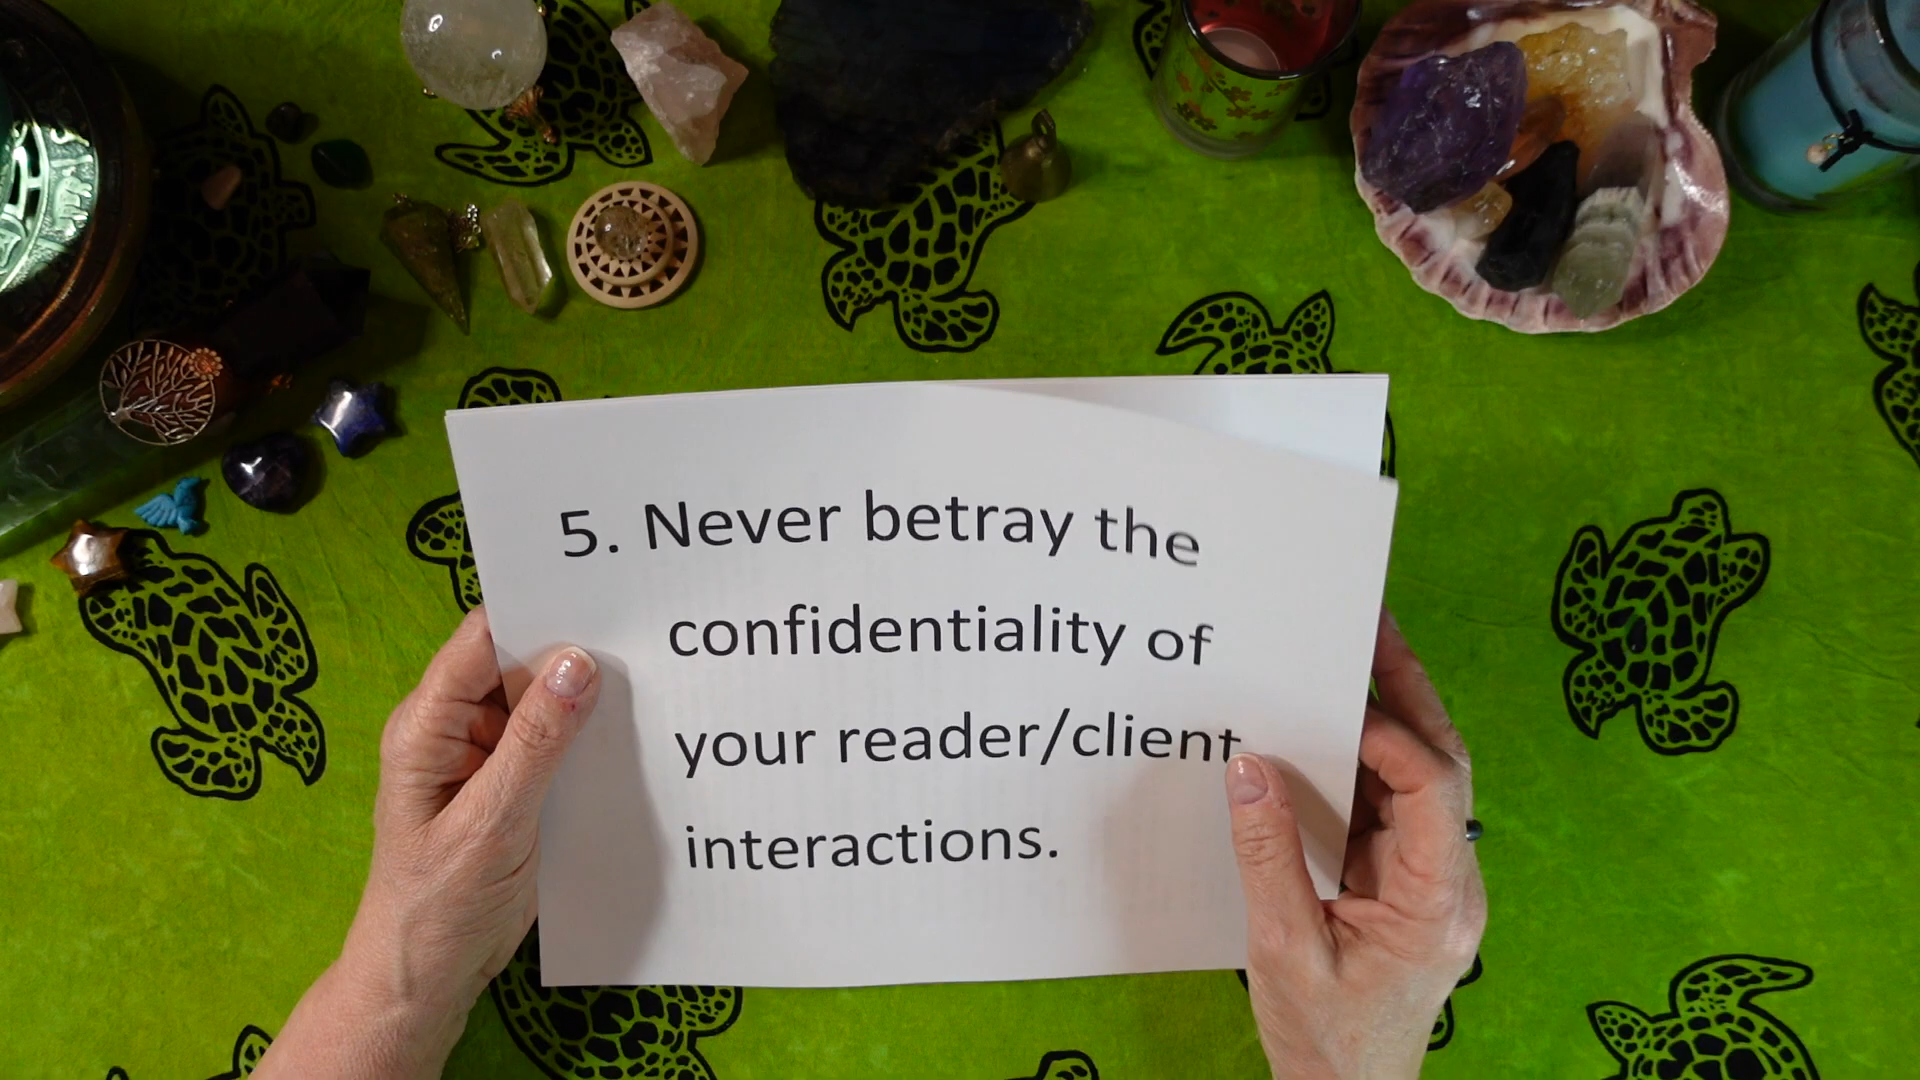 5. Never betray the
confidentiality of
your reader/client
interactions.